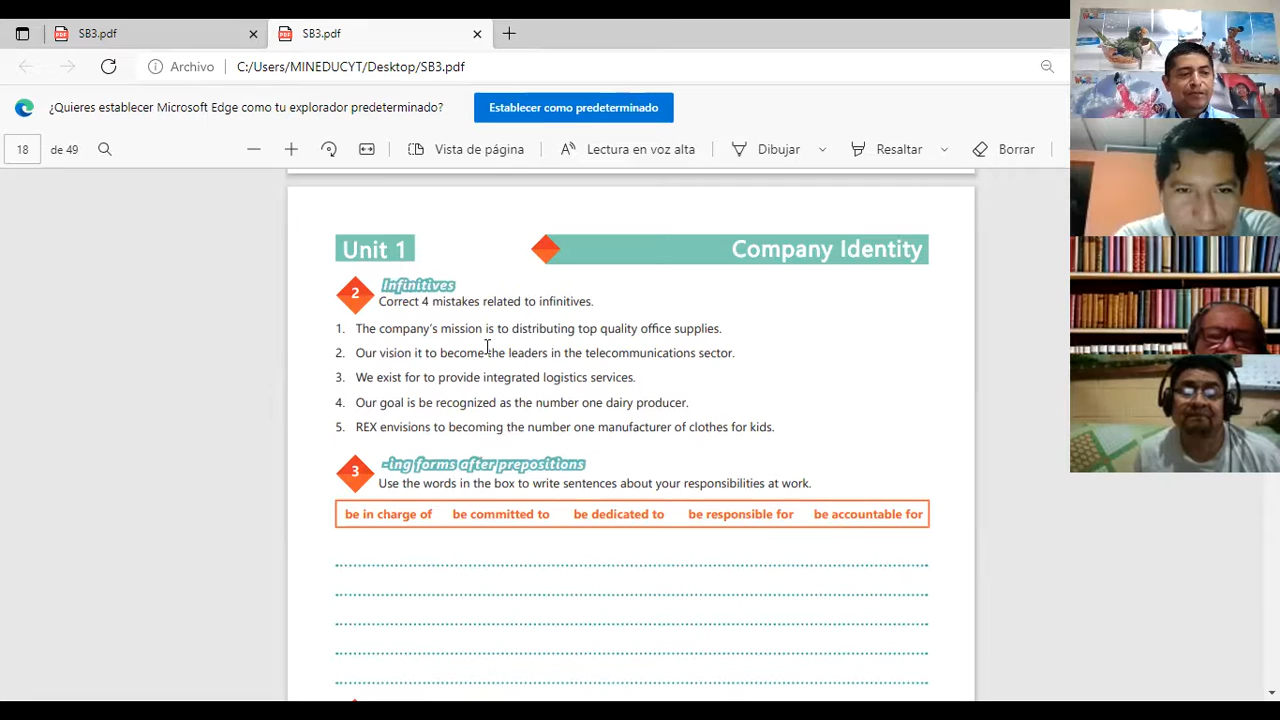 SB3.pdf
SB3.pdf
Archivo C:/Users/MINEDUCYT/Desktop/SB3.pdf
¿Quieres establecer Microsoft Edge como tu explorador predeterminado? Establecer como predeterminado
18 de 49 Vista de página Lectura en voz alta Dibujar Resaltar Borrar
Unit 1 Company Identity
2 Infinitives
Correct 4 mistakes related to infinitives.
1. The company's mission is to distributing top quality office supplies.
2. Our vision it to become the leaders in the telecommunications sector.
3. We exist for to provide integrated logistics services.
4. Our goal is be recognized as the number one dairy producer.
5. REX envisions to becoming the number one manufacturer of clothes for kids.
3 -ing forms after prepositions
Use the words in the box to write sentences about your responsibilities at work.
be in charge of be committed to be dedicated to be responsible for be accountable for